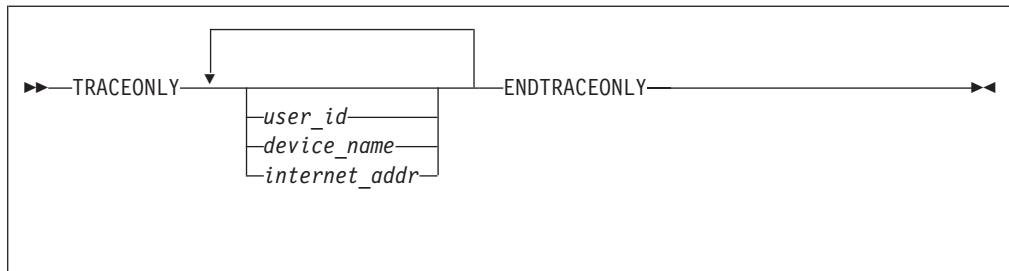 TRACEONLY ENDTRACEONLY
user_id
device_name
internet_addr